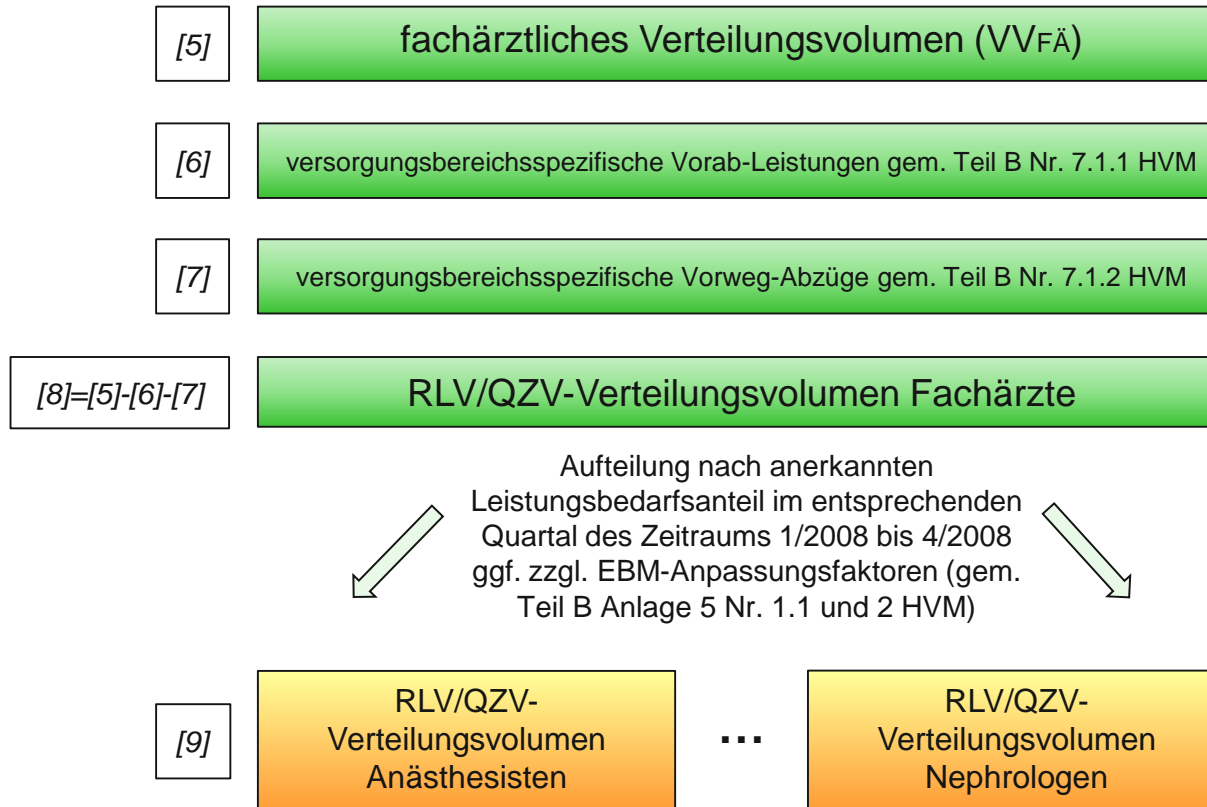 [5]
fachärztliches Verteilungsvolumen (VVFÄ)
[6]
versorgungsbereichsspezifische Vorab-Leistungen gem. Teil B Nr. 7.1.1 HVM
[7]
versorgungsbereichsspezifische Vorweg-Abzüge gem. Teil B Nr. 7.1.2 HVM
[8]=[5]-[6]-[7]
RLV/QZV-Verteilungsvolumen Fachärzte
Aufteilung nach anerkannten
Leistungsbedarfsanteil im entsprechenden
Quartal des Zeitraums 1/2008 bis 4/2008
ggf. zzgl. EBM-Anpassungsfaktoren (gem.
Teil B Anlage 5 Nr. 1.1 und 2 HVM)
[9]
RLV/QZV-
Verteilungsvolumen
Anästhesisten
...
RLV/QZV-
Verteilungsvolumen
Nephrologen